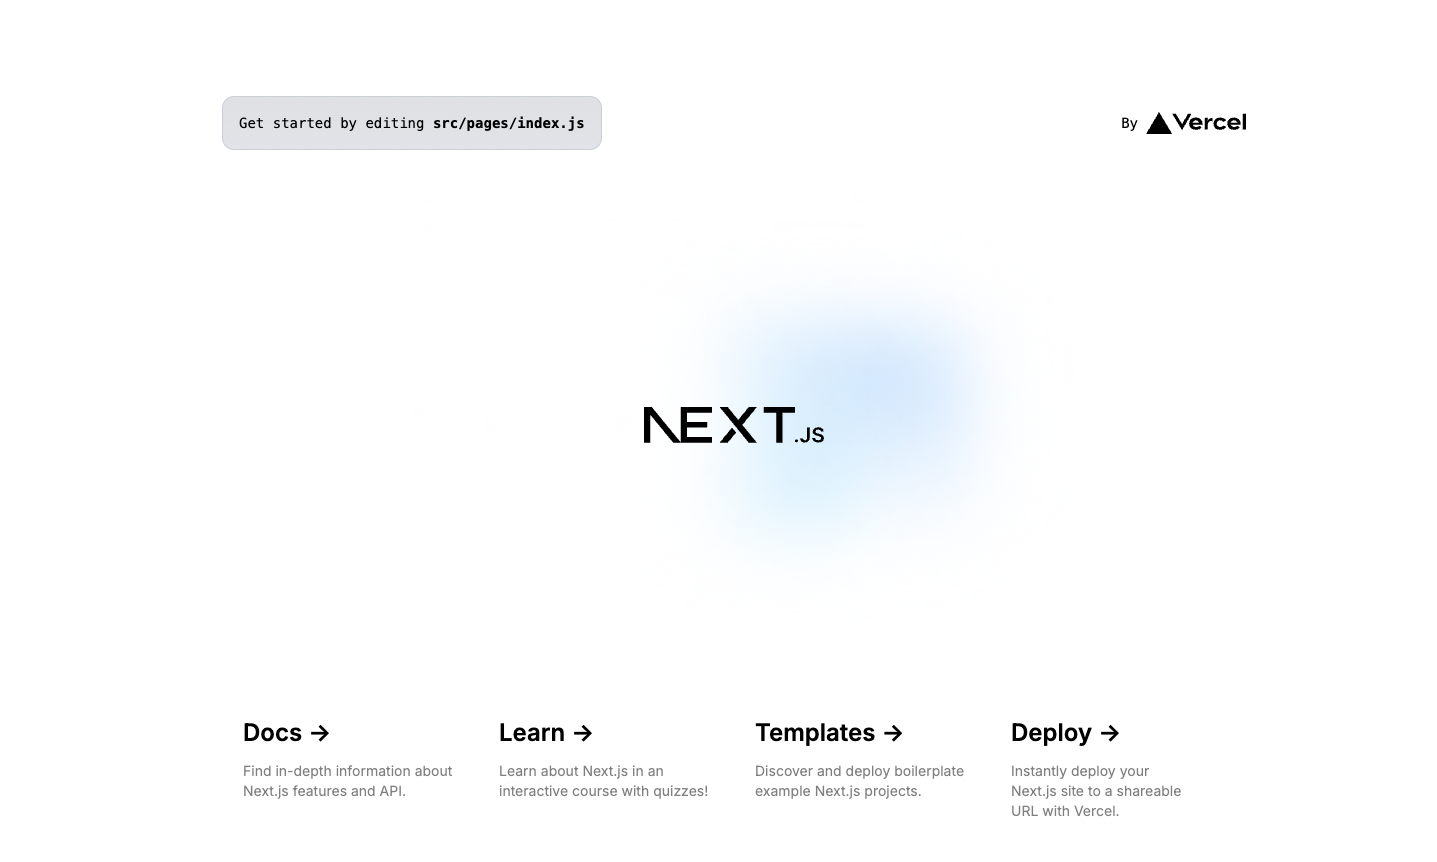 Get started by editing src/pages/index.js
By Vercel
NEXT.JS
Docs →
Find in-depth information about
Next.js features and API.
Learn →
Learn about Next.js in an
interactive course with quizzes!
Templates →
Discover and deploy boilerplate
example Next.js projects.
Deploy →
Instantly deploy your
Next.js site to a shareable
URL with Vercel.